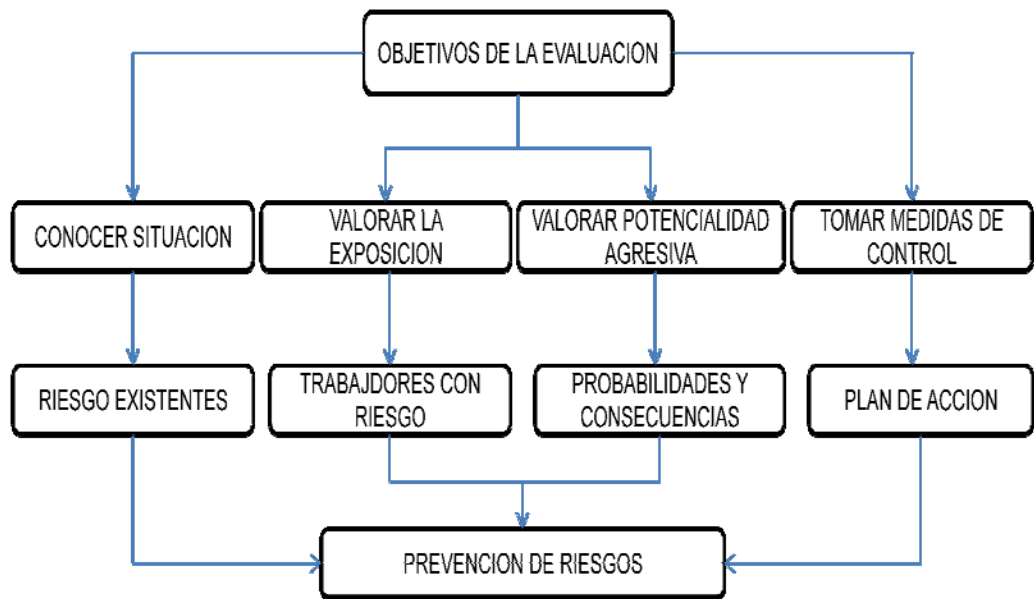 OBJETIVOS DE LA EVALUACION
CONOCER SITUACION
VALORAR LA
EXPOSICION
VALORAR POTENCIALIDAD
AGRESIVA
TOMAR MEDIDAS DE
CONTROL
RIESGO EXISTENTES
TRABAJDORES CON
RIESGO
PROBABILIDADES Y
CONSECUENCIAS
PLAN DE ACCION
PREVENCION DE RIESGOS